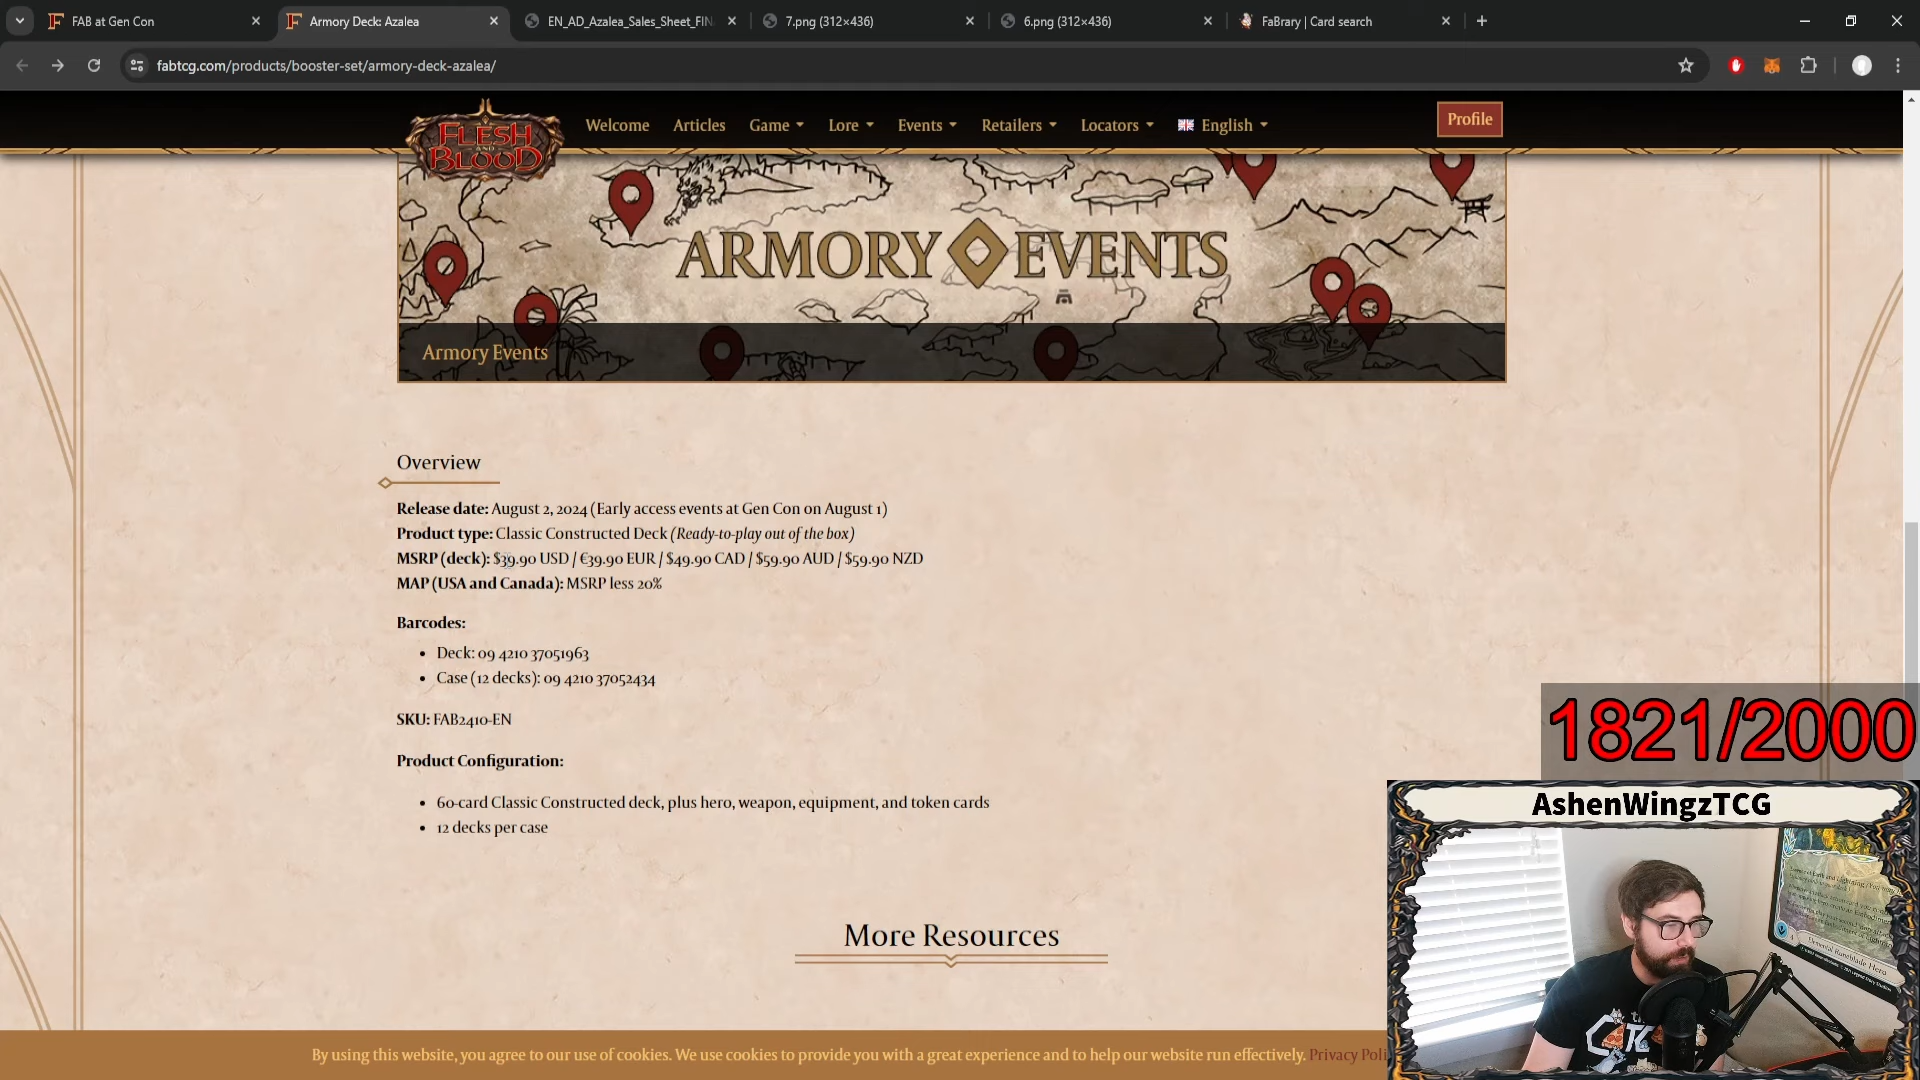 FAB at Gen Con
Armory Deck: Azalea
EN_AD_Azalea_Sales_Sheet_FIN
7.png (312×436)
6.png (312×436)
FaBrary | Card search
fabtcg.com/products/booster-set/armory-deck-azalea/
FLESH
AND
BLOOD
Welcome
Articles
Game
Lore
Events
Retailers
Locators
English
Profile
ARMORY EVENTS
Armory Events
Overview
Release date: August 2, 2024 (Early access events at Gen Con on August 1)
Product type: Classic Constructed Deck (Ready-to-play out of the box)
MSRP (deck): $39.90 USD / €39.90 EUR / $49.90 CAD / $59.90 AUD / $59.90 NZD
MAP (USA and Canada): MSRP less 20%
Barcodes:
• Deck: 09 4210 37051963
• Case (12 decks): 09 4210 37052434
SKU: FAB2410-EN
Product Configuration:
• 60-card Classic Constructed deck, plus hero, weapon, equipment, and token cards
• 12 decks per case
More Resources
1821/2000
AshenWingzTCG
Elemental Runeblade Hero
By using this website, you agree to our use of cookies. We use cookies to provide you with a great experience and to help our website run effectively. Privacy Poli